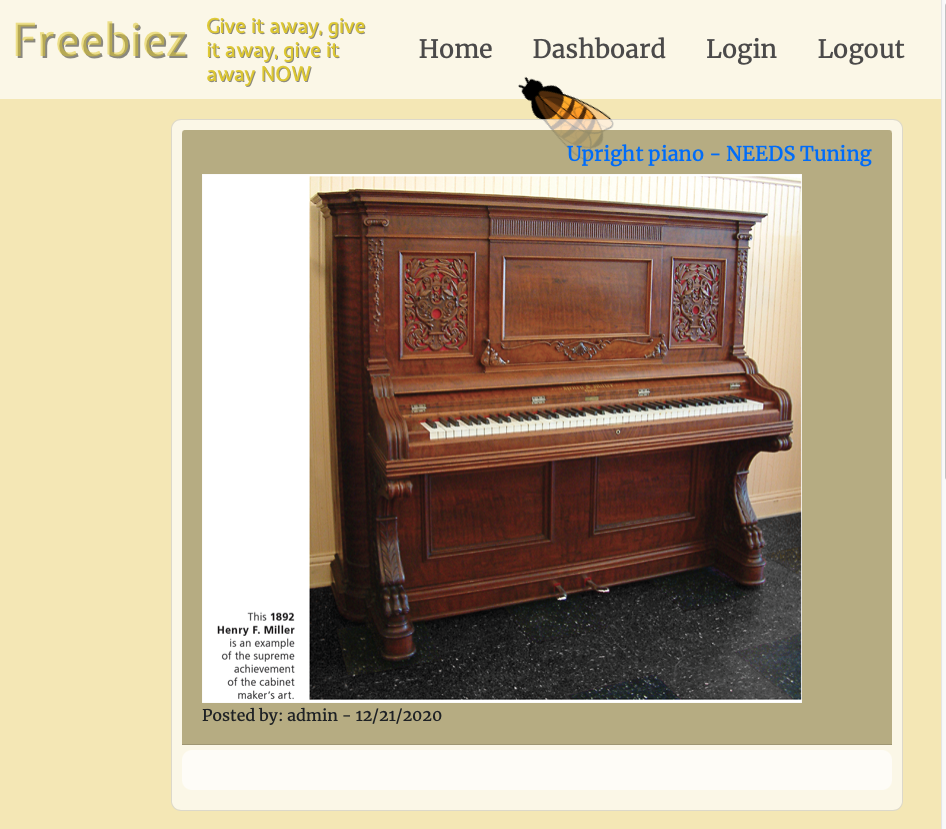 Freebiez
Give it away, give
it away, give it
away NOW
Home Dashboard Login Logout
Upright piano - NEEDS Tuning
This 1892
Henry F. Miller
is an example
of the supreme
achievement
of the cabinet
maker's art.
Posted by: admin - 12/21/2020